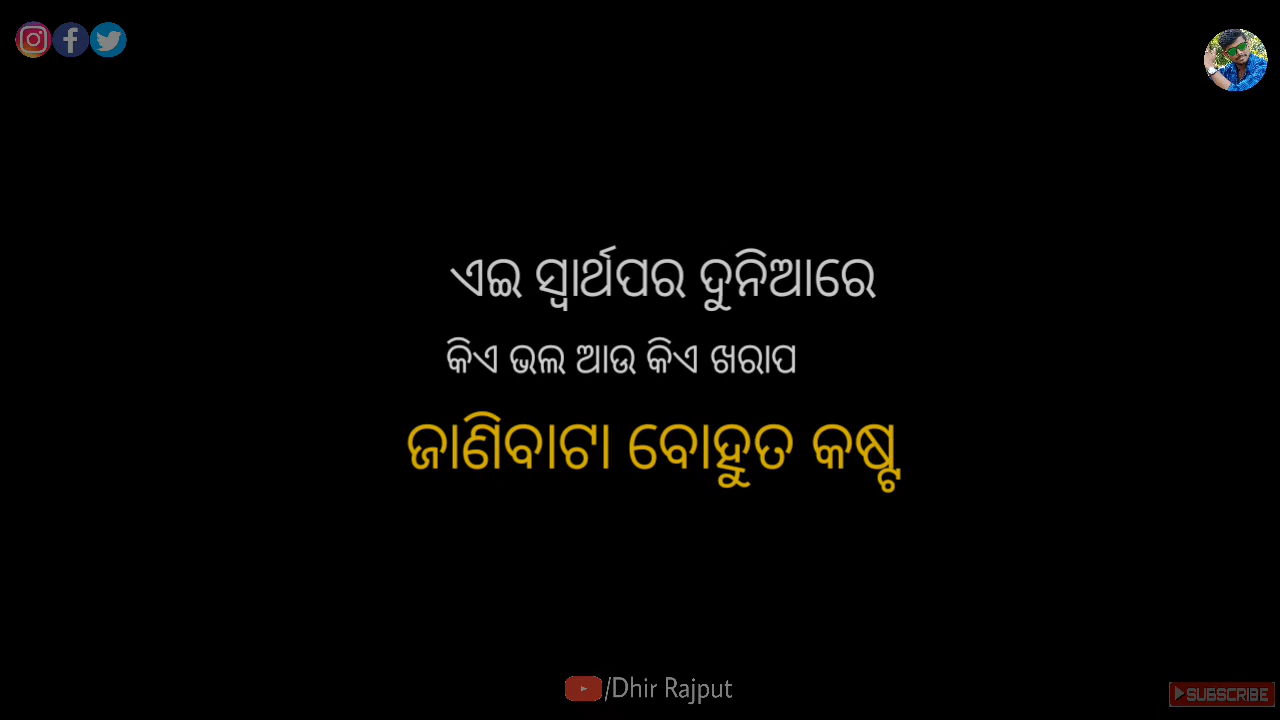 ଏଇ ସ୍ୱାର୍ଥପର ଦୁନିଆରେ
କିଏ ଭଲ ଆଉ କିଏ ଖରାପ
ଜାଣିବାଟା ବୋହୁତ କଷ୍ଟ
/Dhir Rajput
SUBSCRIBE